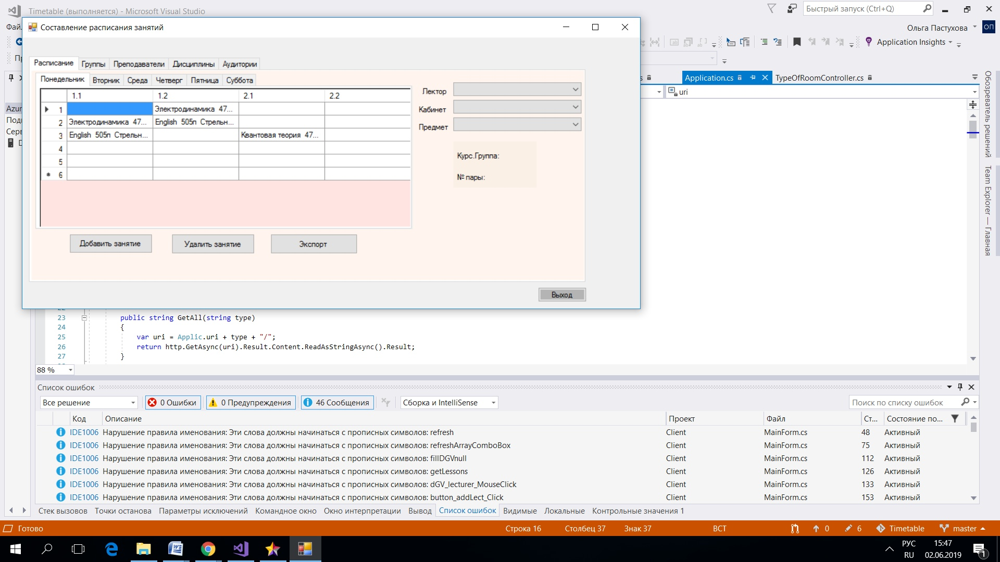 Timetable (выполняется) - Microsoft Visual Studio
Быстрый запуск (Ctrl+Q)
Ольга Пастухова
ОП
Application Insights
Application.cs
TypeOfRoomController.cs
uri
Составление расписания занятий
Расписание Группы Преподаватели Дисциплины Аудитории
Понедельник Вторник Среда Четверг Пятница Суббота
1.1 1.2 2.1 2.2
1 Электродинамика 47...
2 Электродинамика 47... English 505п Стрельн...
3 English 505п Стрельн... Квантовая теория 47...
4
5
* 6
Лектор
Кабинет
Предмет
Курс.Группа:
№ пары:
Добавить занятие Удалить занятие Экспорт
Выход
Обозреватель решений
Team Explorer — Главная
23 public string GetAll(string type)
24 {
25 var uri = Applic.uri + type + "/";
26 return http.GetAsync(uri).Result.Content.ReadAsStringAsync().Result;
27 }
88 %
Список ошибок
Все решение 0 Ошибки 0 Предупреждения 46 Сообщения Сборка и IntelliSense Поиск по списку ошибок
Код Описание Проект Файл Ст... Состояние по...
IDE1006 Нарушение правила именования: Эти слова должны начинаться с прописных символов: refresh Client MainForm.cs 48 Активный
IDE1006 Нарушение правила именования: Эти слова должны начинаться с прописных символов: refreshArrayComboBox Client MainForm.cs 75 Активный
IDE1006 Нарушение правила именования: Эти слова должны начинаться с прописных символов: fillDGVnull Client MainForm.cs 112 Активный
IDE1006 Нарушение правила именования: Эти слова должны начинаться с прописных символов: getLessons Client MainForm.cs 126 Активный
IDE1006 Нарушение правила именования: Эти слова должны начинаться с прописных символов: dGV_lecturer_MouseClick Client MainForm.cs 133 Активный
IDE1006 Нарушение правила именования: Эти слова должны начинаться с прописных символов: button_addLect_Click Client MainForm.cs 153 Активный
Стек вызовов Точки останова Параметры исключений Командное окно Окно интерпретации Вывод Список ошибок Видимые Локальные Контрольные значения 1
Готово Строка 16 Столбец 37 Знак 37 ВСТ 0 6 Timetable master
РУС 15:47
RU 02.06.2019 1